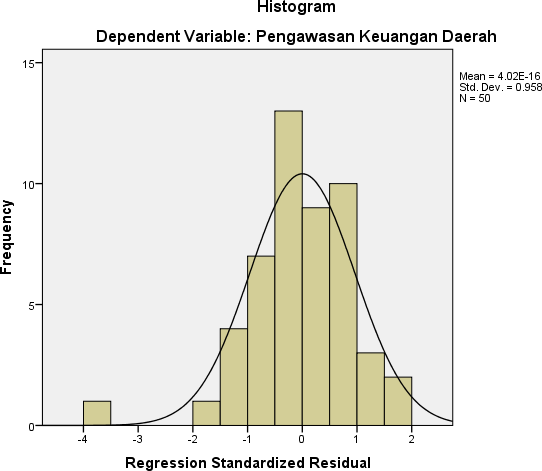 Histogram
Dependent Variable: Pengawasan Keuangan Daerah
Mean = 4.02E-16
Std. Dev. = 0.958
N = 50
Frequency
15
10
5
0
-4 -3 -2 -1 0 1 2
Regression Standardized Residual